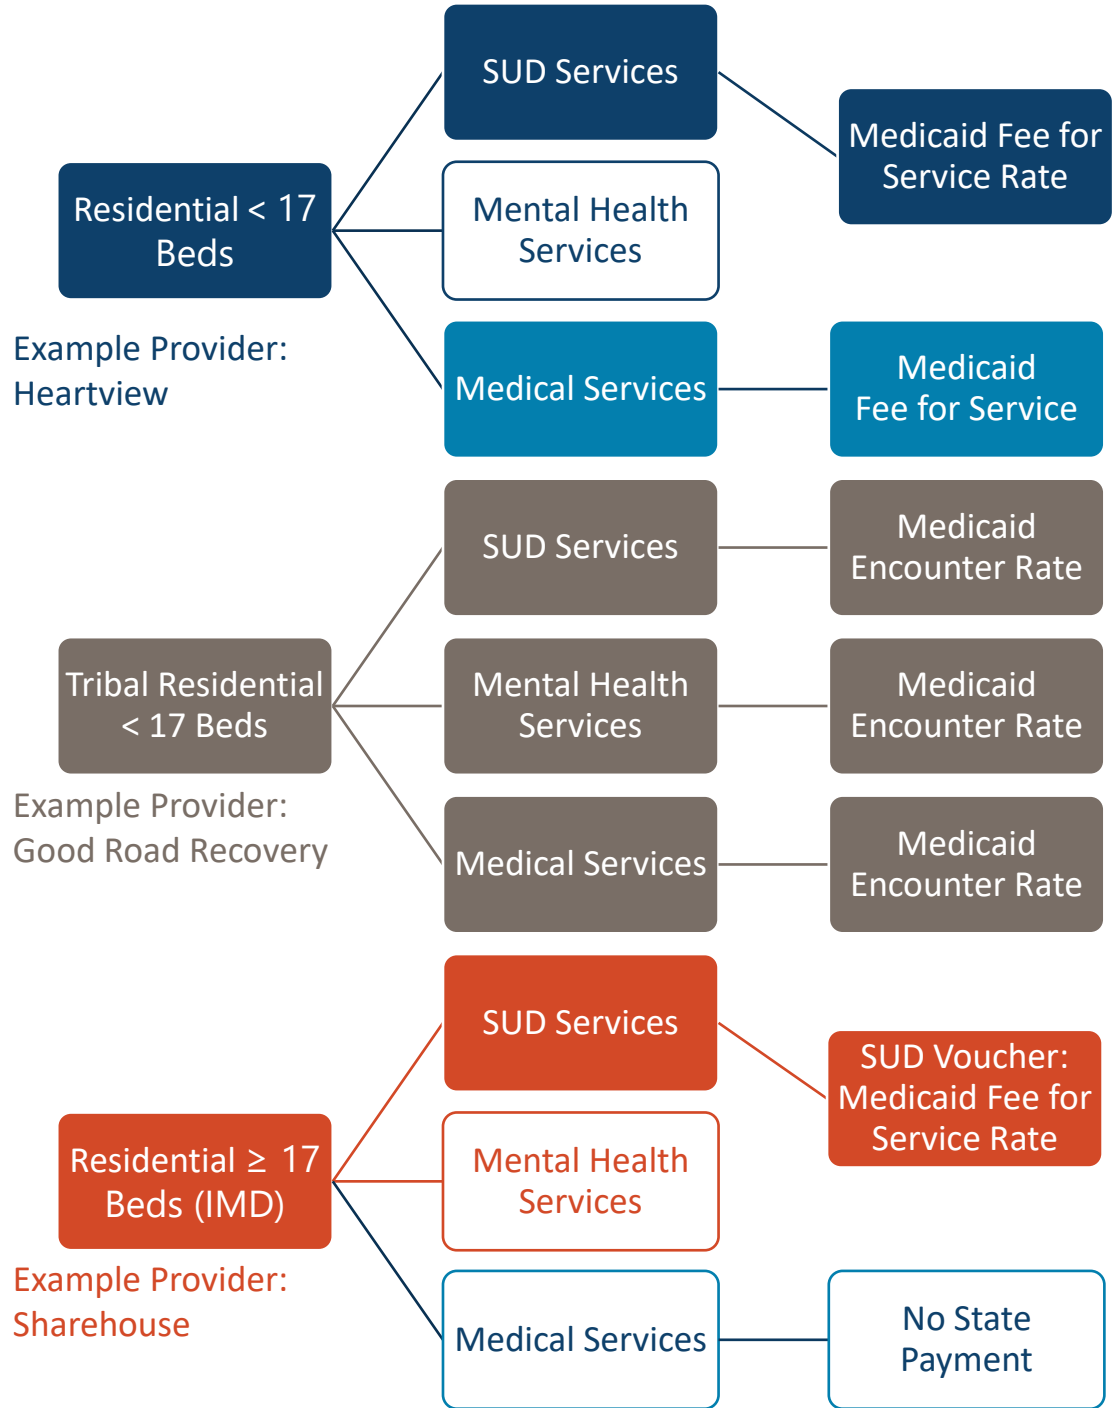 SUD Services
Medicaid Fee for
Service Rate
Residential < 17
Beds
Mental Health
Services
Example Provider:
Heartview
Medical Services
Medicaid
Fee for Service
SUD Services
Medicaid
Encounter Rate
Tribal Residential
< 17 Beds
Mental Health
Services
Medicaid
Encounter Rate
Example Provider:
Good Road Recovery
Medical Services
Medicaid
Encounter Rate
SUD Services
SUD Voucher:
Medicaid Fee for
Service Rate
Residential ≥ 17
Beds (IMD)
Mental Health
Services
Example Provider:
Sharehouse
Medical Services
No State
Payment